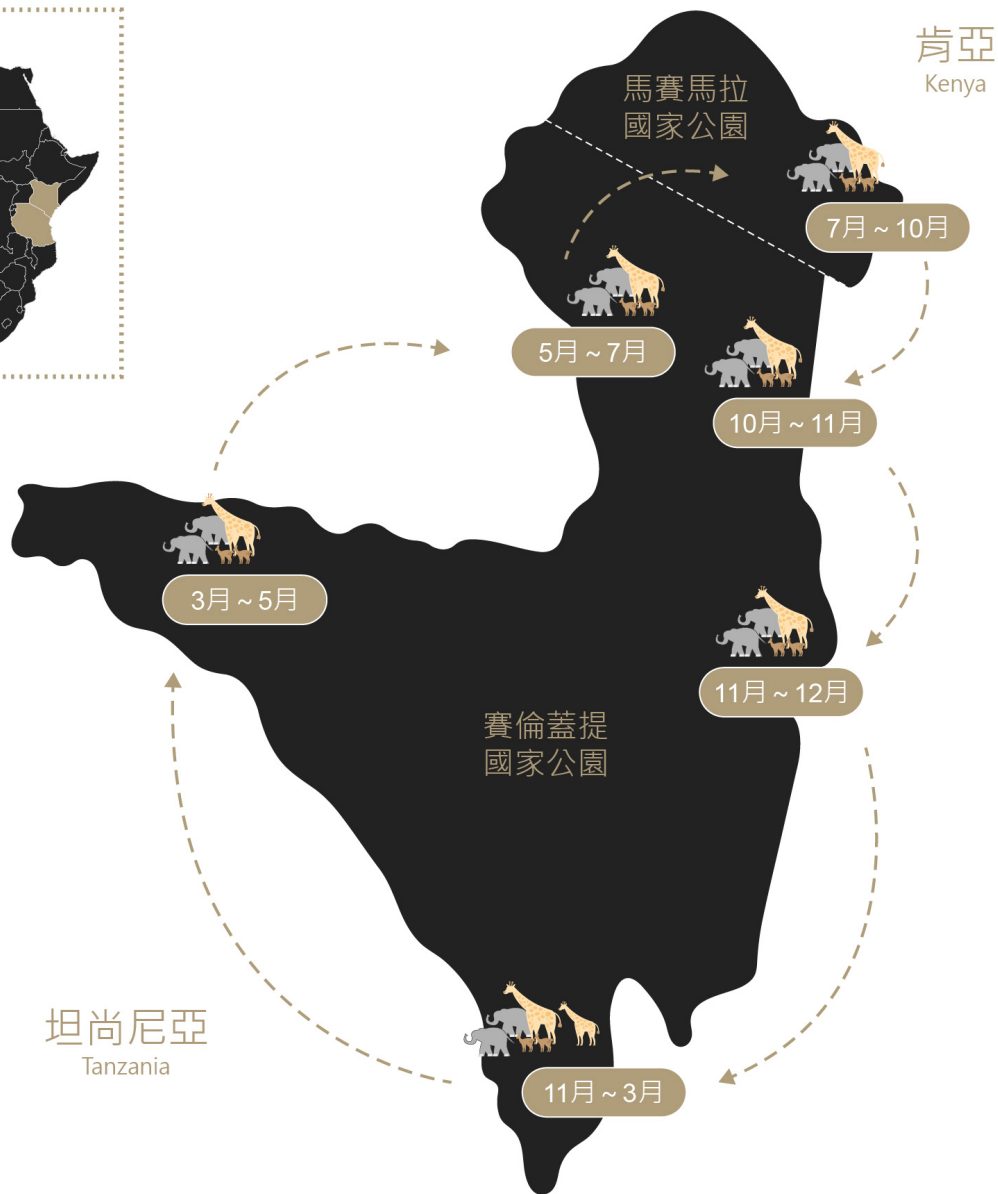 肯亞
Kenya
馬賽馬拉
國家公園
7月~10月
5月~7月
10月~11月
3月~5月
11月~12月
賽倫蓋提
國家公園
坦尚尼亞
Tanzania
11月~3月